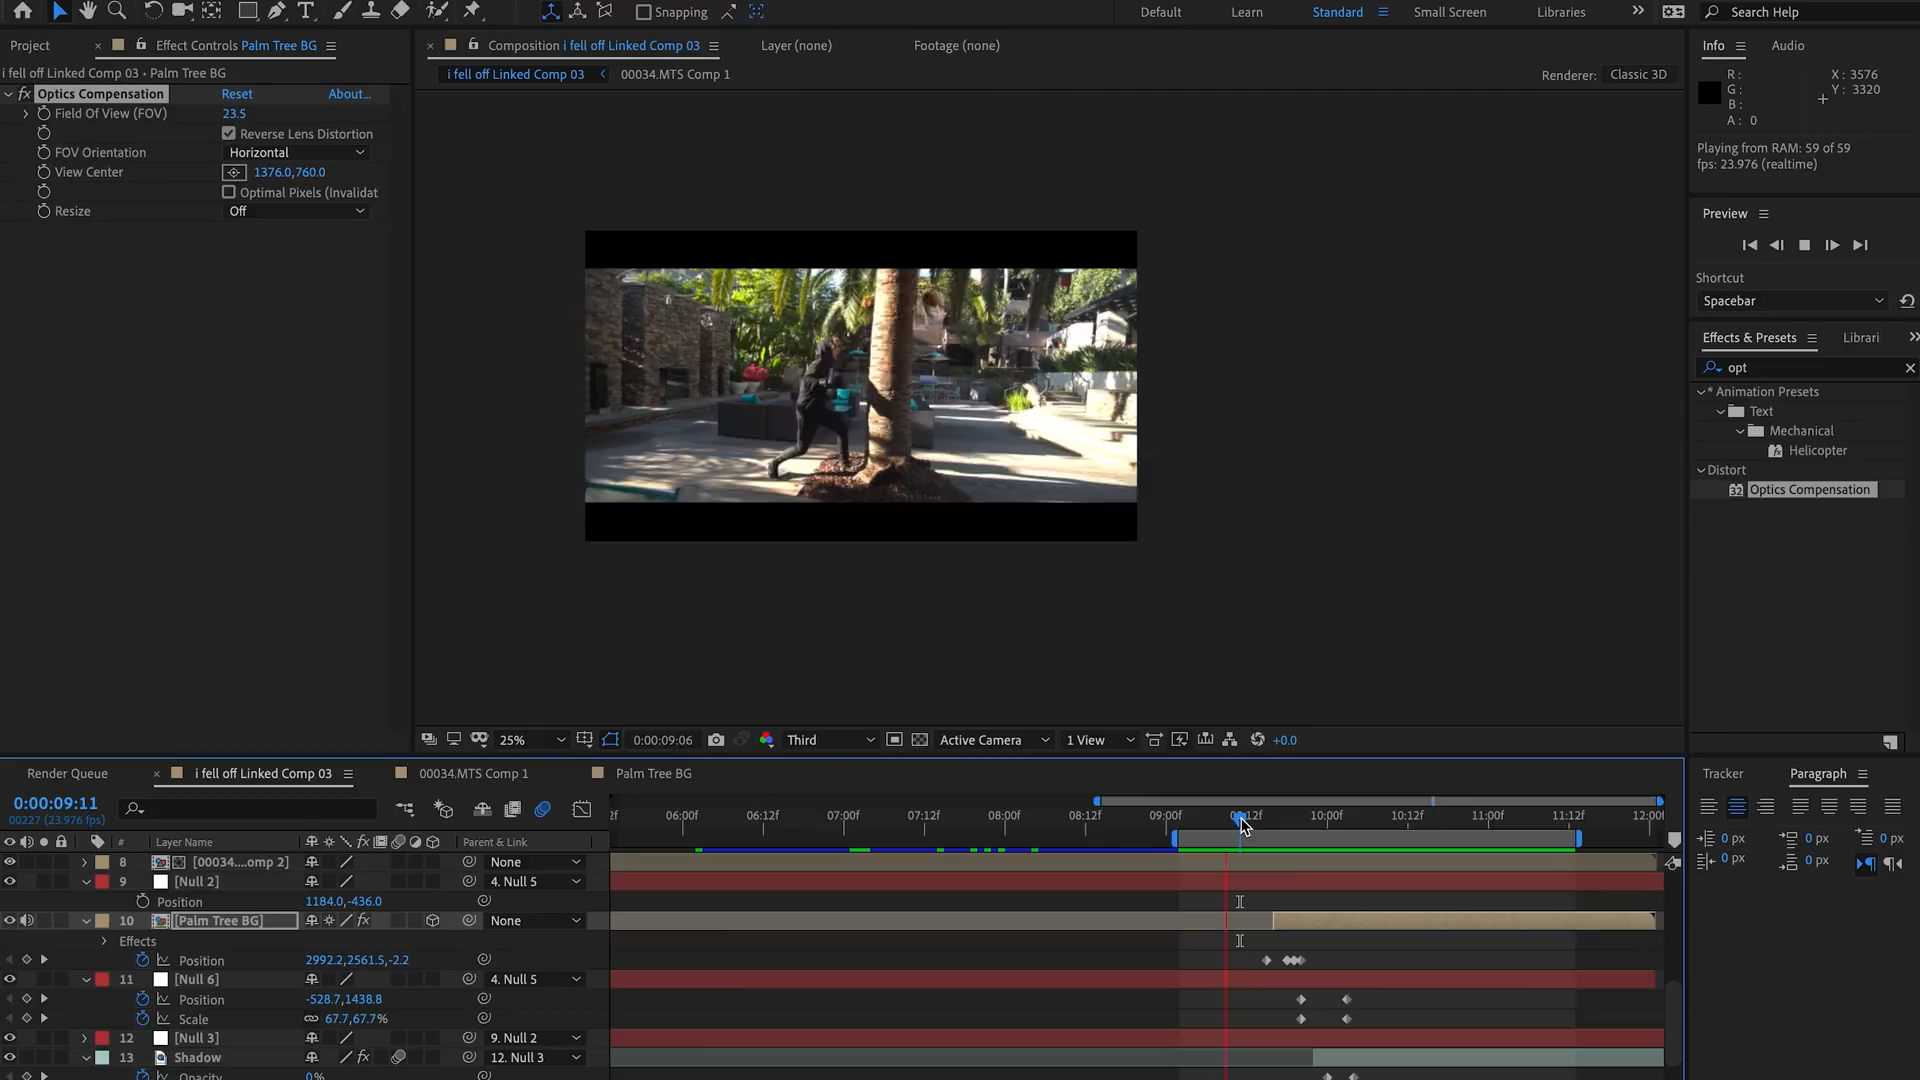 Snapping
Default
Learn
Standard
Small Screen
Libraries
Search Help
Project
Effect Controls Palm Tree BG
Composition i fell off Linked Comp 03
Layer (none)
Footage (none)
Info
Audio
i fell off Linked Comp 03 • Palm Tree BG
i fell off Linked Comp 03
00034.MTS Comp 1
Renderer:
Classic 3D
R:
G:
B:
A: 0
X: 3576
Y: 3320
fx Optics Compensation
Reset
About...
Field Of View (FOV)
23.5
Reverse Lens Distortion
FOV Orientation
Horizontal
View Center
1376.0,760.0
Optimal Pixels (Invalidat
Resize
Off
Playing from RAM: 59 of 59
fps: 23.976 (realtime)
Preview
Shortcut
Spacebar
Effects & Presets
Librari
opt
* Animation Presets
Text
Mechanical
Helicopter
Distort
32 Optics Compensation
25%
0:00:09:06
Third
Active Camera
1 View
+0.0
Render Queue
i fell off Linked Comp 03
00034.MTS Comp 1
Palm Tree BG
Tracker
Paragraph
0:00:09:11
00227 (23.976 fps)
2f
06:00f
06:12f
07:00f
07:12f
08:00f
08:12f
09:00f
10:00f
10:12f
11:00f
11:12f
12:00f
0 px
0 px
0 px
0 px
0 px
# Layer Name
Parent & Link
8 [00034....omp 2] None
9 [Null 2] 4. Null 5
Position 1184.0,-436.0
10 [Palm Tree BG] fx None
Effects
Position 2992.2,2561.5,-2.2
11 [Null 6] 4. Null 5
Position -528.7,1438.8
Scale 67.7,67.7%
12 [Null 3] 9. Null 2
13 Shadow fx 12. Null 3
Opacity 0%